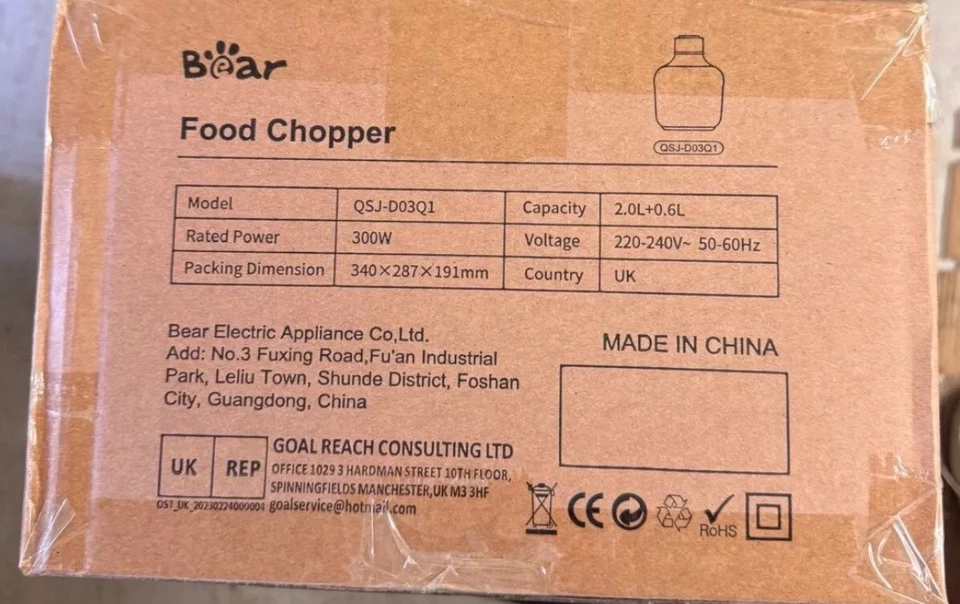 Bear
Food Chopper
QSJ-D03Q1
Model QSJ-D03Q1 Capacity 2.0L+0.6L
Rated Power 300W Voltage 220-240V~ 50-60Hz
Packing Dimension 340×287×191mm Country UK
Bear Electric Appliance Co,Ltd.
Add: No.3 Fuxing Road,Fu'an Industrial
Park, Leliu Town, Shunde District, Foshan
City, Guangdong, China
MADE IN CHINA
UK REP
GOAL REACH CONSULTING LTD
OFFICE 1029 3 HARDMAN STREET 10TH FLOOR,
SPINNINGFIELDS MANCHESTER,UK M3 3HF
OST_UK_20230224000004 goalservice@hotmail.com
CE
RoHS